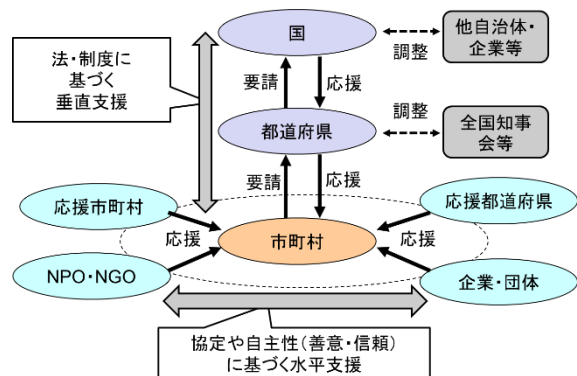 国
他自治体・
企業等
調整
法・制度に
基づく
垂直支援
要請
応援
都道府県
調整
全国知事
会等
要請
応援
応援市町村
応援都道府県
応援
市町村
応援
NPO・NGO
企業・団体
協定や自主性(善意・信頼)
に基づく水平支援